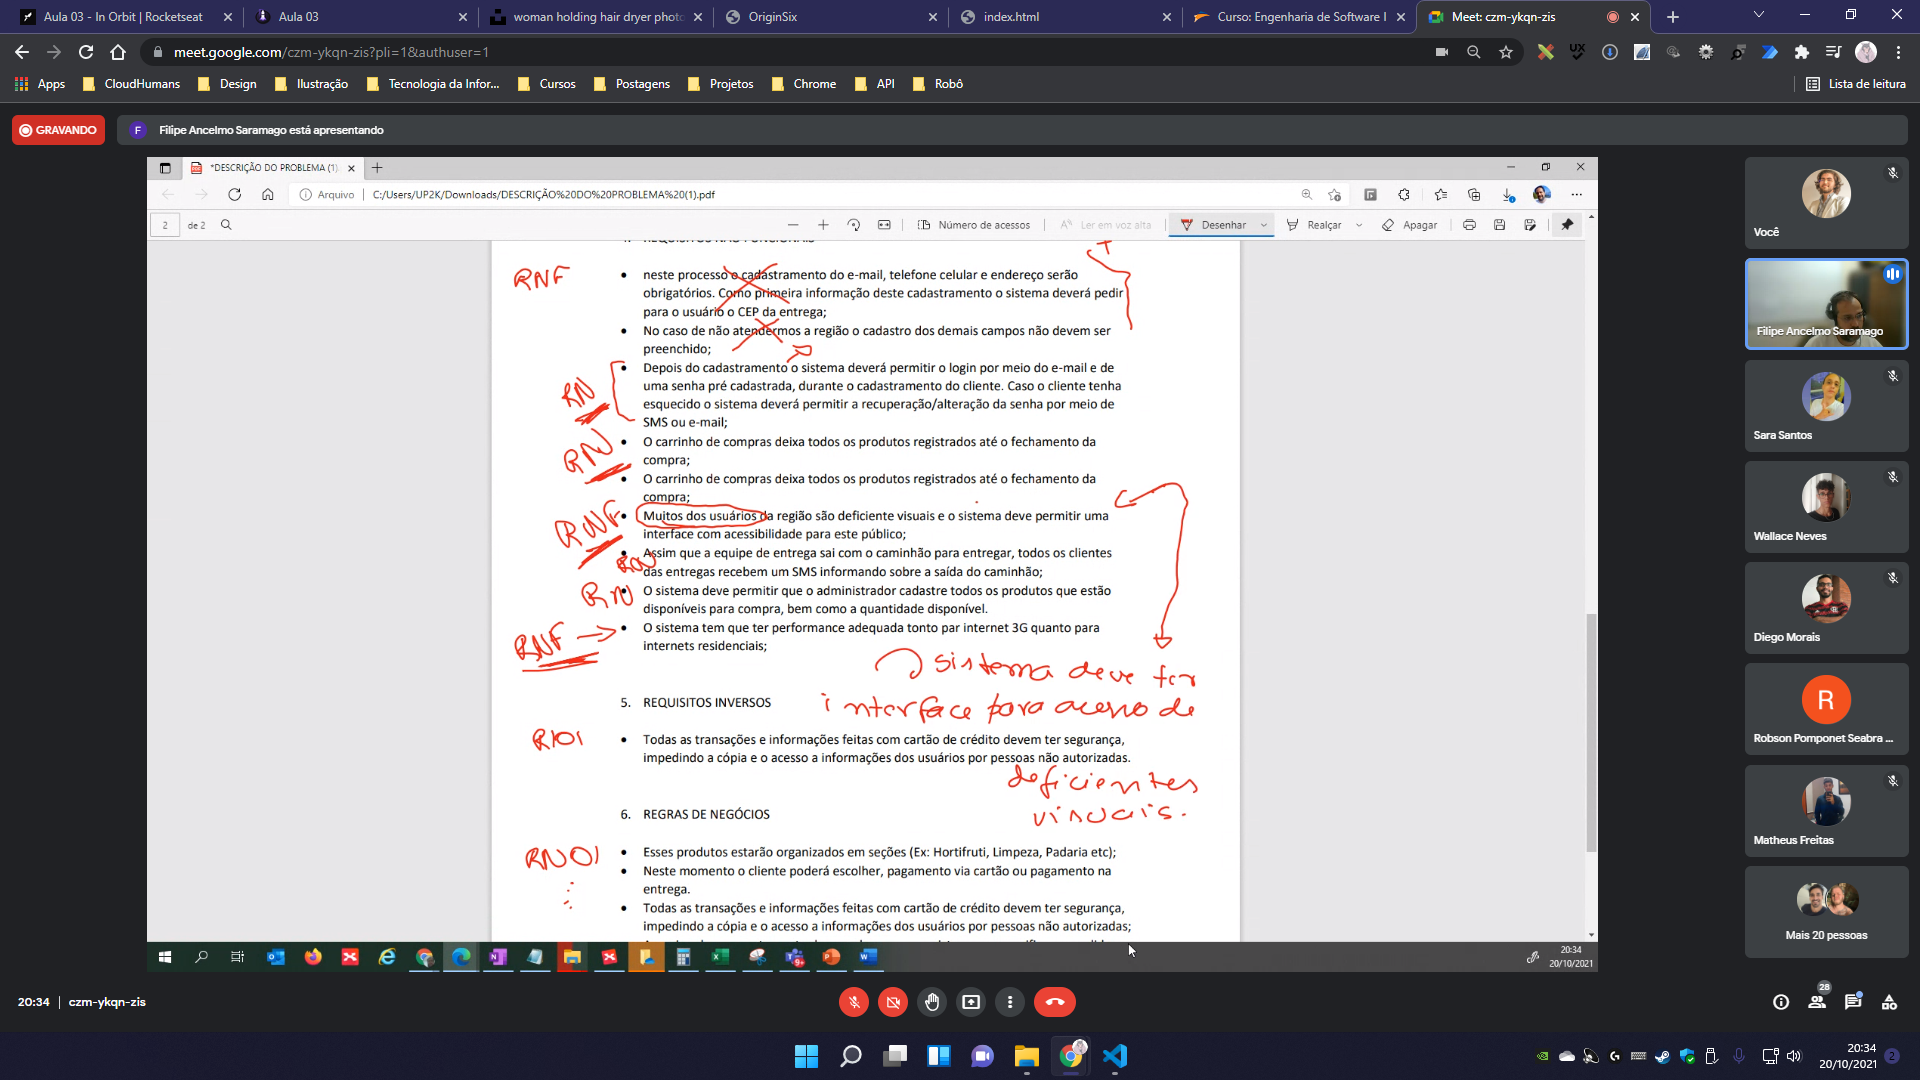 Aula 03 - In Orbit | Rocketseat
Aula 03
woman holding hair dryer photo
OriginSix
index.html
Curso: Engenharia de Software I
Meet: czm-ykqn-zis
meet.google.com/czm-ykqn-zis?pli=1&authuser=1
Apps
CloudHumans
Design
Ilustração
Tecnologia da Infor...
Cursos
Postagens
Projetos
Chrome
API
Robô
Lista de leitura
GRAVANDO
F
Filipe Ancelmo Saramago está apresentando
*DESCRIÇÃO DO PROBLEMA (1)
Arquivo
C:/Users/UP2K/Downloads/DESCRIÇÃO%20DO%20PROBLEMA%20(1).pdf
2
de 2
Número de acessos
Ler em voz alta
Desenhar
Realçar
Apagar
REQUISITOS NÃO FUNCIONAIS
RNF
neste processo o cadastramento do e-mail, telefone celular e endereço serão
obrigatórios. Como primeira informação deste cadastramento o sistema deverá pedir
para o usuário o CEP da entrega;
No caso de não atendermos a região o cadastro dos demais campos não devem ser
preenchido;
Depois do cadastramento o sistema deverá permitir o login por meio do e-mail e de
uma senha pré cadastrada, durante o cadastramento do cliente. Caso o cliente tenha
RN
esquecido o sistema deverá permitir a recuperação/alteração da senha por meio de
SMS ou e-mail;
RN
O carrinho de compras deixa todos os produtos registrados até o fechamento da
compra;
O carrinho de compras deixa todos os produtos registrados até o fechamento da
compra;
RNF
Muitos dos usuários da região são deficiente visuais e o sistema deve permitir uma
interface com acessibilidade para este público;
RN
Assim que a equipe de entrega sai com o caminhão para entregar, todos os clientes
das entregas recebem um SMS informando sobre a saída do caminhão;
RN
O sistema deve permitir que o administrador cadastre todos os produtos que estão
disponíveis para compra, bem como a quantidade disponível.
RNF
O sistema tem que ter performance adequada tonto par internet 3G quanto para
internets residenciais;
O sistema deve ter
interface para acesso de
deficientes
visuais.
5. REQUISITOS INVERSOS
RI01
Todas as transações e informações feitas com cartão de crédito devem ter segurança,
impedindo a cópia e o acesso a informações dos usuários por pessoas não autorizadas.
6. REGRAS DE NEGÓCIOS
RN01
Esses produtos estarão organizados em seções (Ex: Hortifruti, Limpeza, Padaria etc);
Neste momento o cliente poderá escolher, pagamento via cartão ou pagamento na
entrega.
Todas as transações e informações feitas com cartão de crédito devem ter segurança,
impedindo a cópia e o acesso a informações dos usuários por pessoas não autorizadas;
20:34
20/10/2021
Você
Filipe Ancelmo Saramago
Sara Santos
Wallace Neves
Diego Morais
R
Robson Pomponet Seabra ...
Matheus Freitas
Mais 20 pessoas
20:34 | czm-ykqn-zis
28
20:34
20/10/2021
2